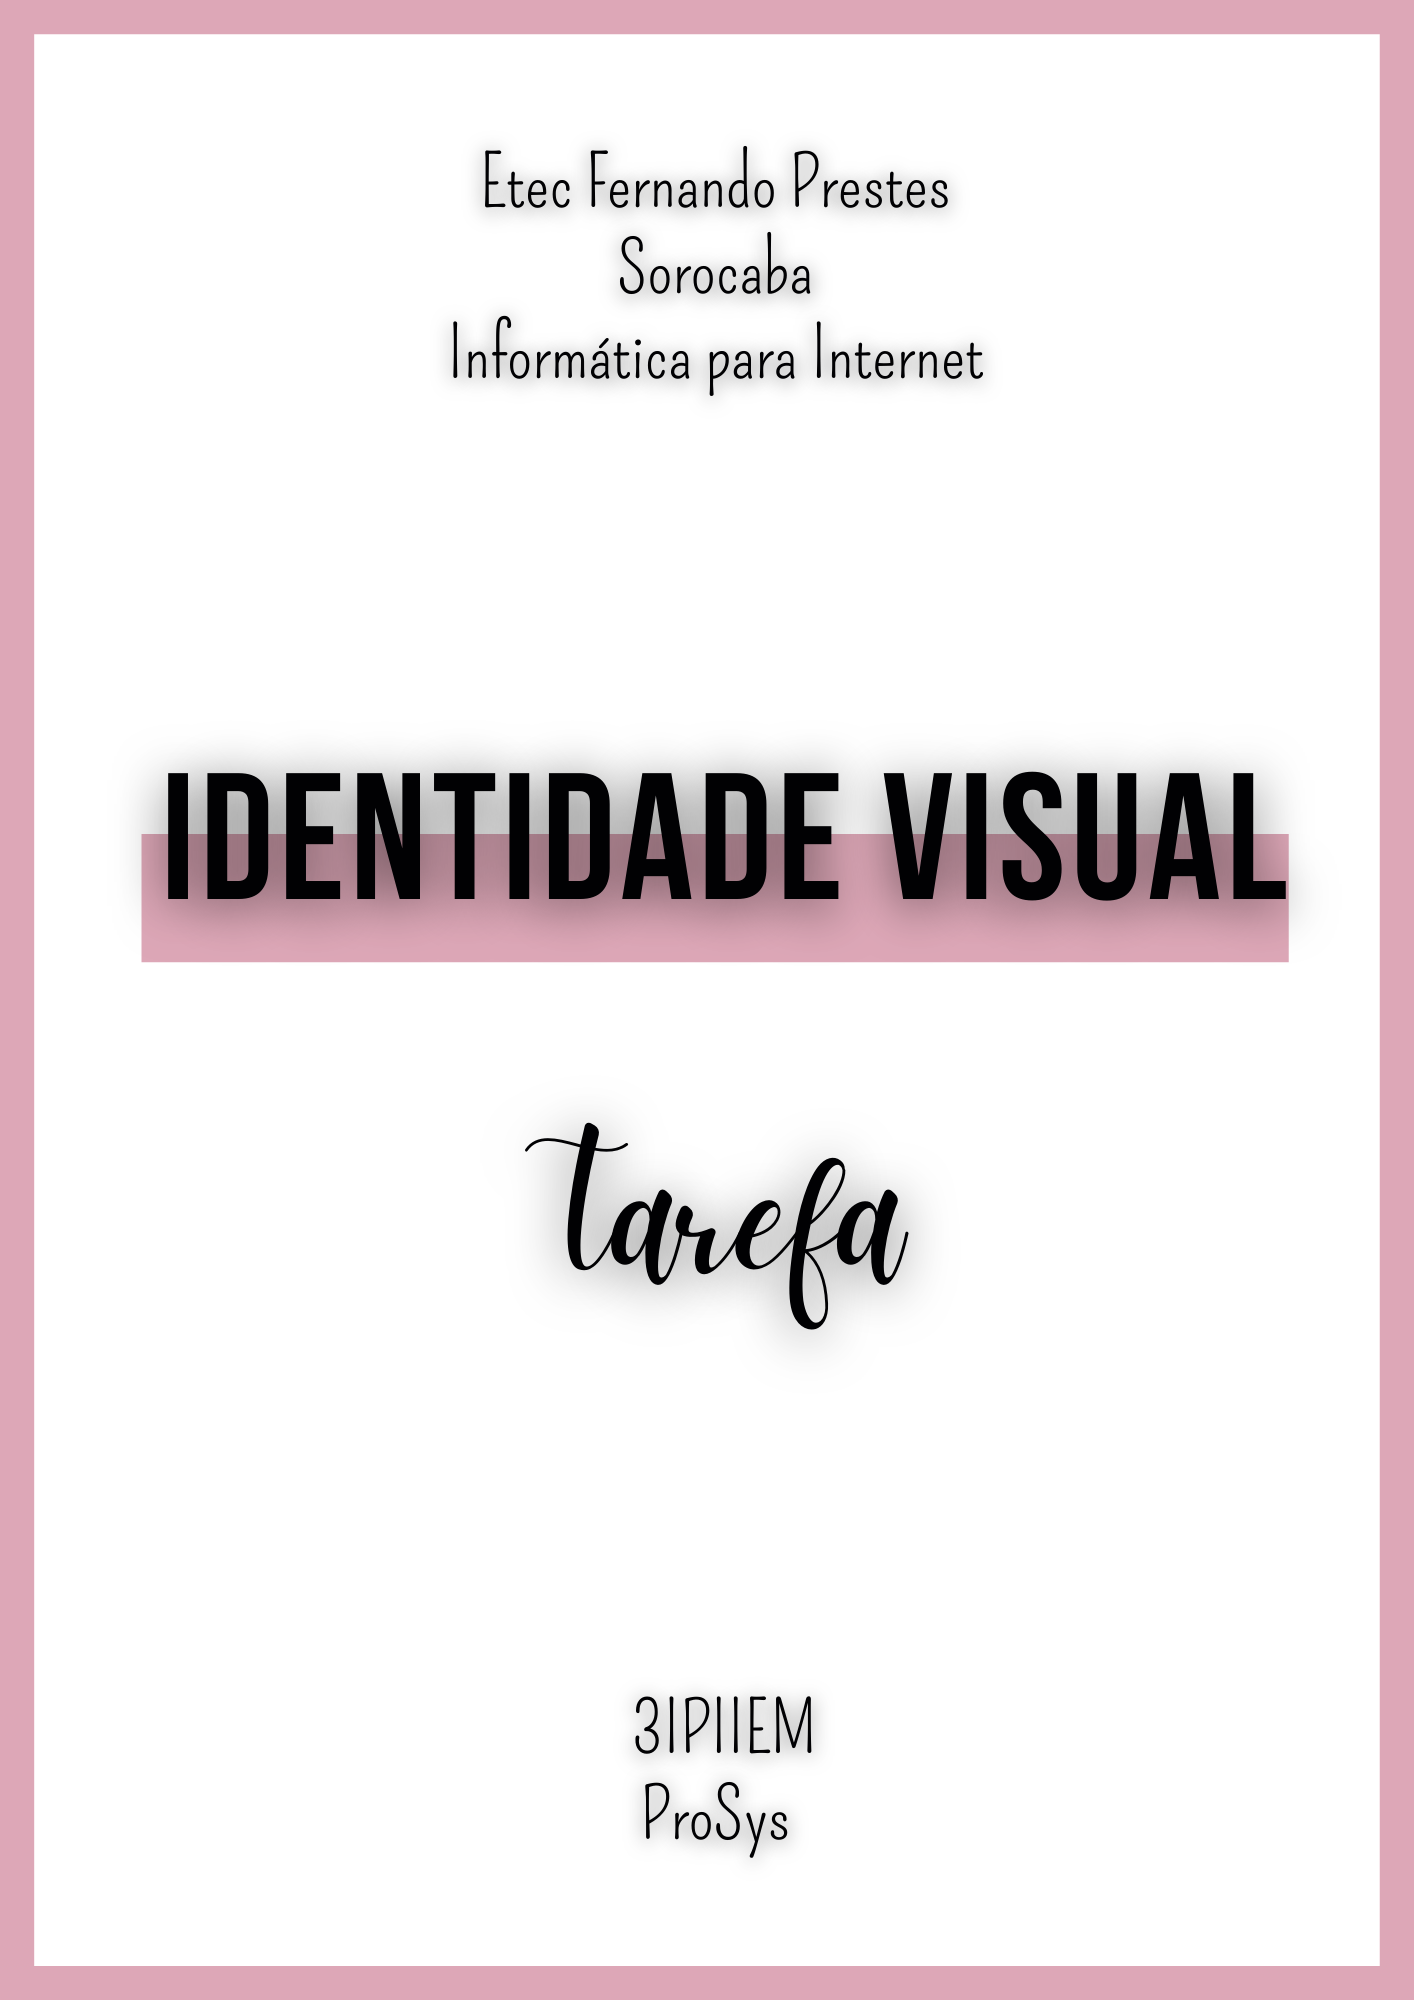 Etec Fernando Prestes
Sorocaba
Informática para Internet
IDENTIDADE VISUAL
tarefa
3IPIIEM
ProSys